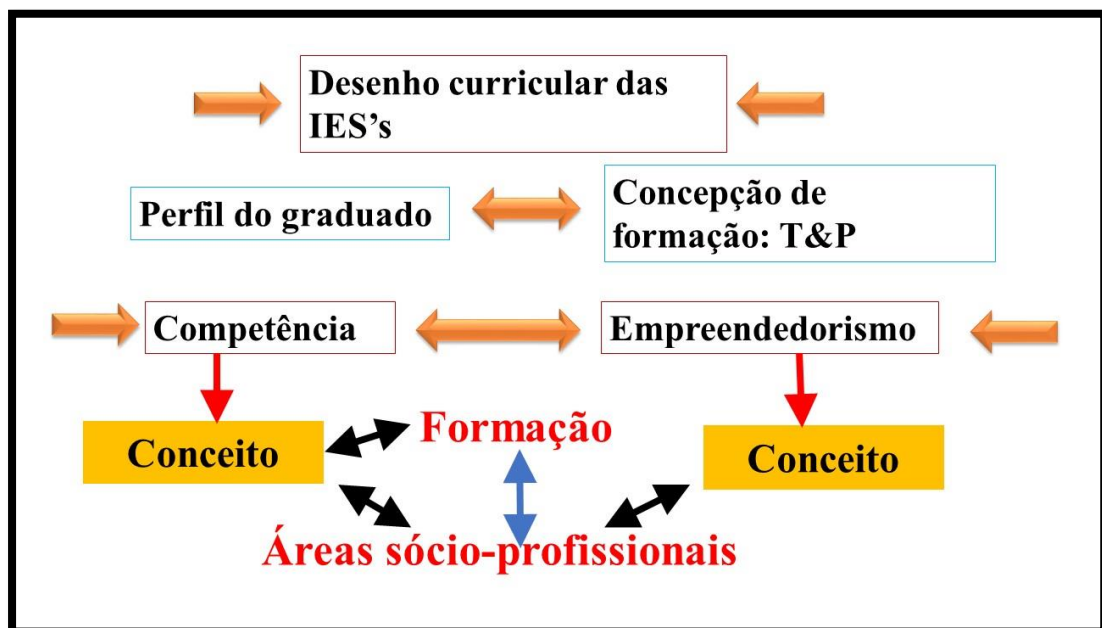 Desenho curricular das
IES’s
Perfil do graduado
Concepção de
formação: T&P
Competência
Empreendedorismo
Conceito
Formação
Conceito
Áreas sócio-profissionais